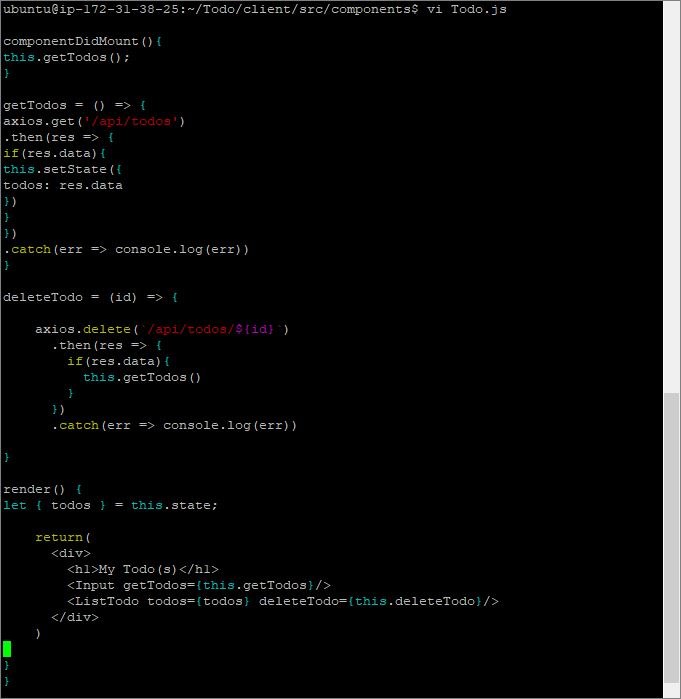 ubuntu@ip-172-31-38-25:~/Todo/client/src/components$ vi Todo.js
componentDidMount(){
this.getTodos();
}
getTodos = () => {
axios.get('/api/todos')
.then(res => {
if(res.data){
this.setState({
todos: res.data
})
}
})
.catch(err => console.log(err))
}
deleteTodo = (id) => {
axios.delete(`/api/todos/${id}`)
.then(res => {
if(res.data){
this.getTodos()
}
})
.catch(err => console.log(err))
}
render() {
let { todos } = this.state;
return(
<div>
<h1>My Todo(s)</h1>
<Input getTodos={this.getTodos}/>
<ListTodo todos={todos} deleteTodo={this.deleteTodo}/>
</div>
)
}
}